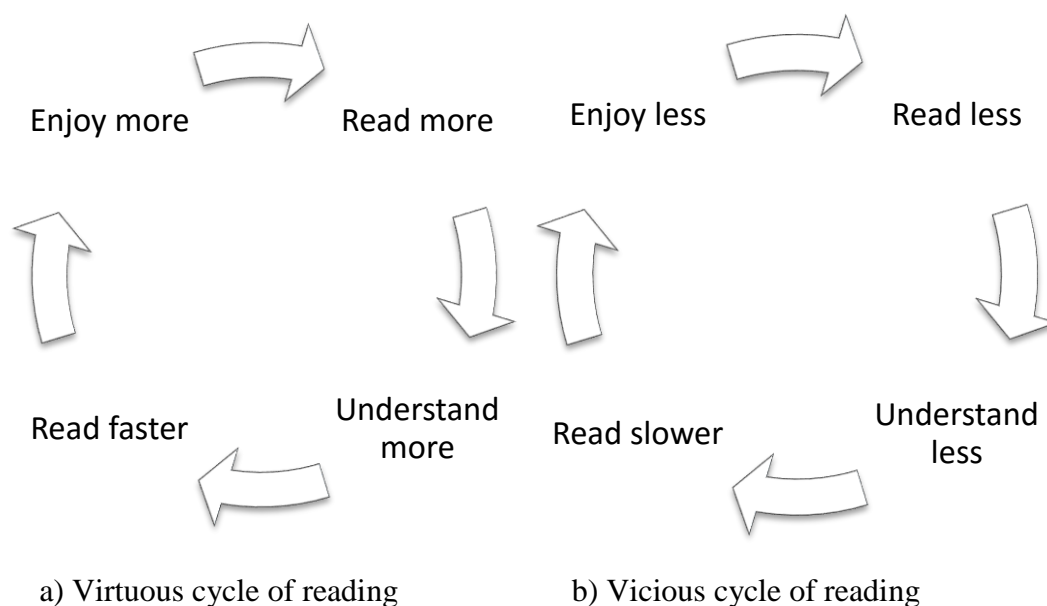 Enjoy more
Read more
Understand
more
Read faster
a) Virtuous cycle of reading
Enjoy less
Read less
Understand
less
Read slower
b) Vicious cycle of reading